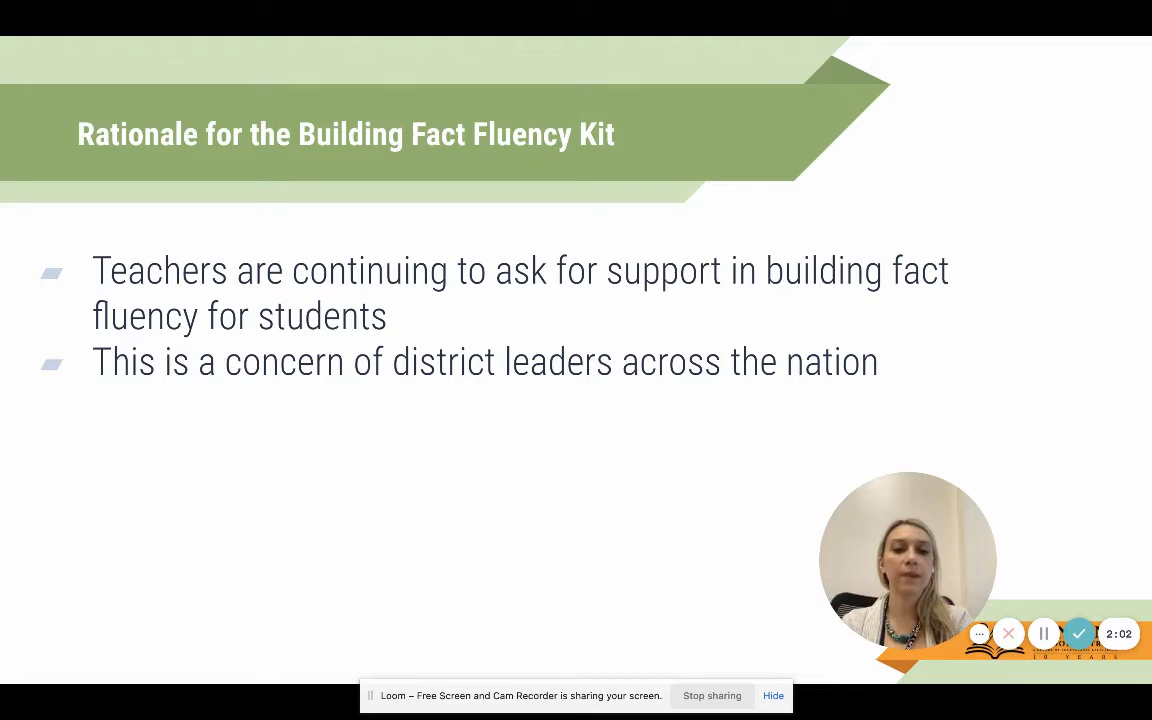 Rationale for the Building Fact Fluency Kit
Teachers are continuing to ask for support in building fact
fluency for students
This is a concern of district leaders across the nation
2:02
10 YEARS
Loom – Free Screen and Cam Recorder is sharing your screen. Stop sharing Hide